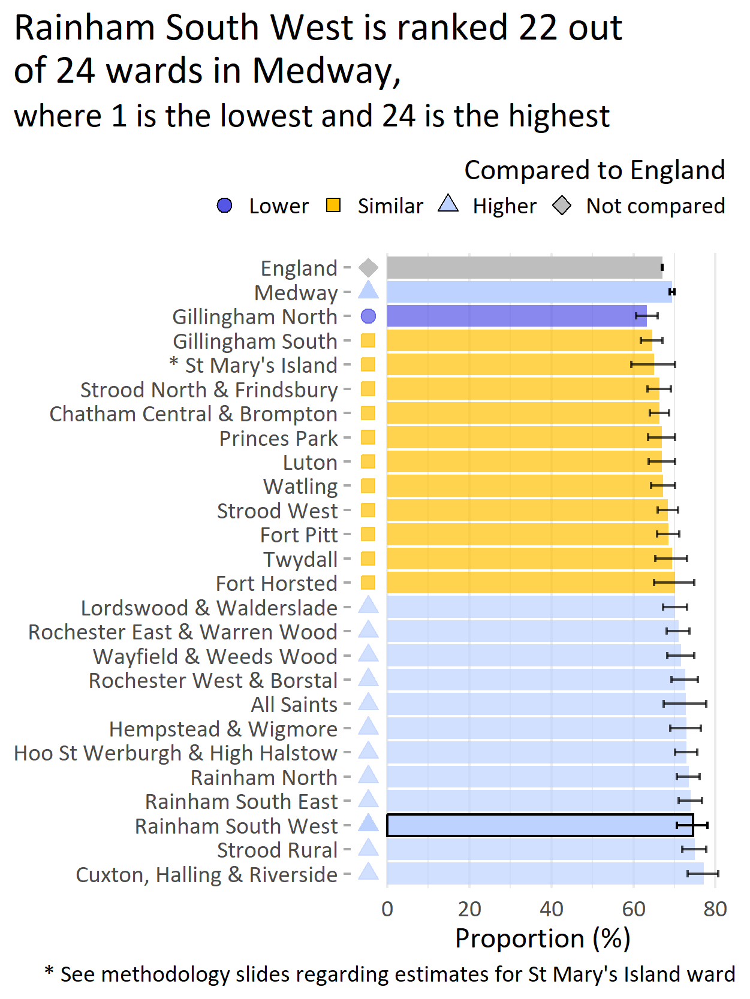 Rainham South West is ranked 22 out
of 24 wards in Medway,
where 1 is the lowest and 24 is the highest
Compared to England
Lower Similar Higher Not compared
England
Medway
Gillingham North
Gillingham South
* St Mary's Island
Strood North & Frindsbury
Chatham Central & Brompton
Princes Park
Luton
Watling
Strood West
Fort Pitt
Twydall
Fort Horsted
Lordswood & Walderslade
Rochester East & Warren Wood
Wayfield & Weeds Wood
Rochester West & Borstal
All Saints
Hempstead & Wigmore
Hoo St Werburgh & High Halstow
Rainham North
Rainham South East
Rainham South West
Strood Rural
Cuxton, Halling & Riverside
0 20 40 60 80
Proportion (%)
* See methodology slides regarding estimates for St Mary's Island ward